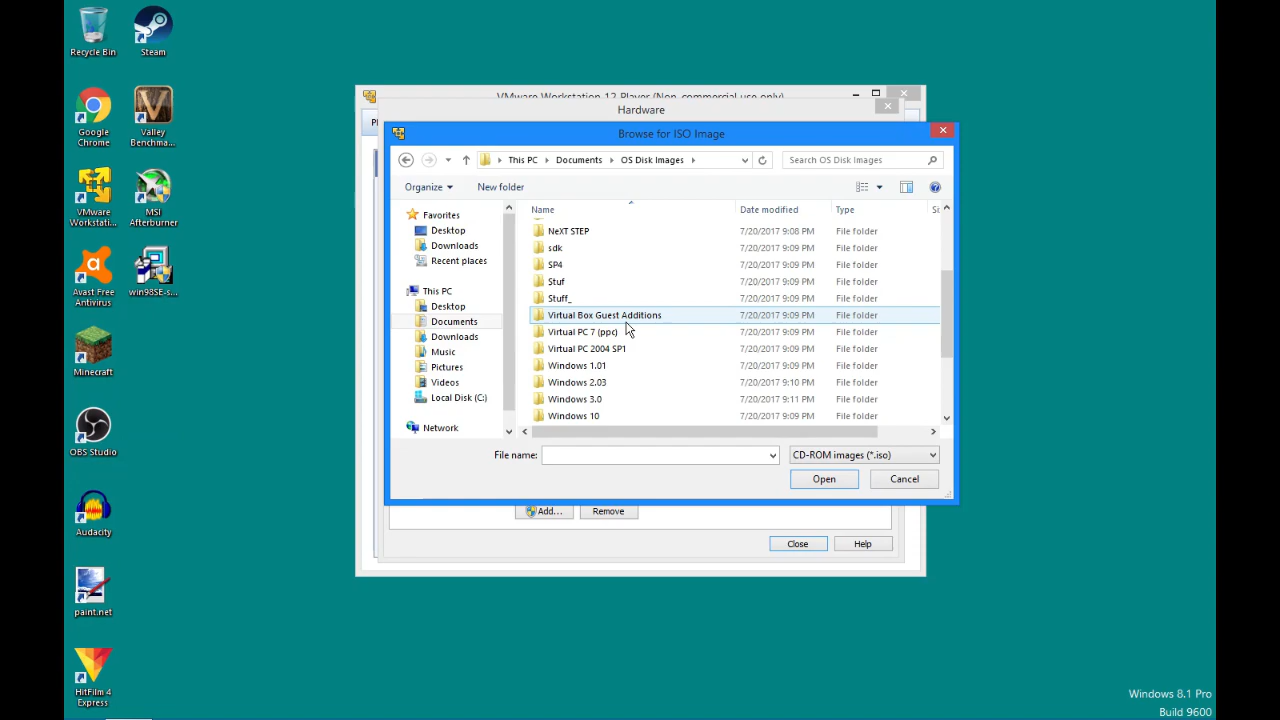 Recycle Bin
Steam
Google Chrome
Valley Benchma...
VMware Workstati...
MSI Afterburner
Avast Free Antivirus
win98SE-s...
Minecraft
OBS Studio
Audacity
paint.net
HitFilm 4 Express
VMware Workstation 12 Player (Non-commercial use only)
Hardware
Browse for ISO Image
This PC
Documents
OS Disk Images
Search OS Disk Images
Organize
New folder
Favorites
Desktop
Downloads
Recent places
This PC
Desktop
Documents
Downloads
Music
Pictures
Videos
Local Disk (C:)
Network
Name Date modified Type
NeXT STEP 7/20/2017 9:08 PM File folder
sdk 7/20/2017 9:09 PM File folder
SP4 7/20/2017 9:09 PM File folder
Stuf 7/20/2017 9:09 PM File folder
Stuff_ 7/20/2017 9:09 PM File folder
Virtual Box Guest Additions 7/20/2017 9:09 PM File folder
Virtual PC 7 (ppc) 7/20/2017 9:09 PM File folder
Virtual PC 2004 SP1 7/20/2017 9:09 PM File folder
Windows 1.01 7/20/2017 9:09 PM File folder
Windows 2.03 7/20/2017 9:10 PM File folder
Windows 3.0 7/20/2017 9:11 PM File folder
Windows 10 7/20/2017 9:09 PM File folder
File name:
CD-ROM images (*.iso)
Open
Cancel
Add...
Remove
Close
Help
Windows 8.1 Pro
Build 9600